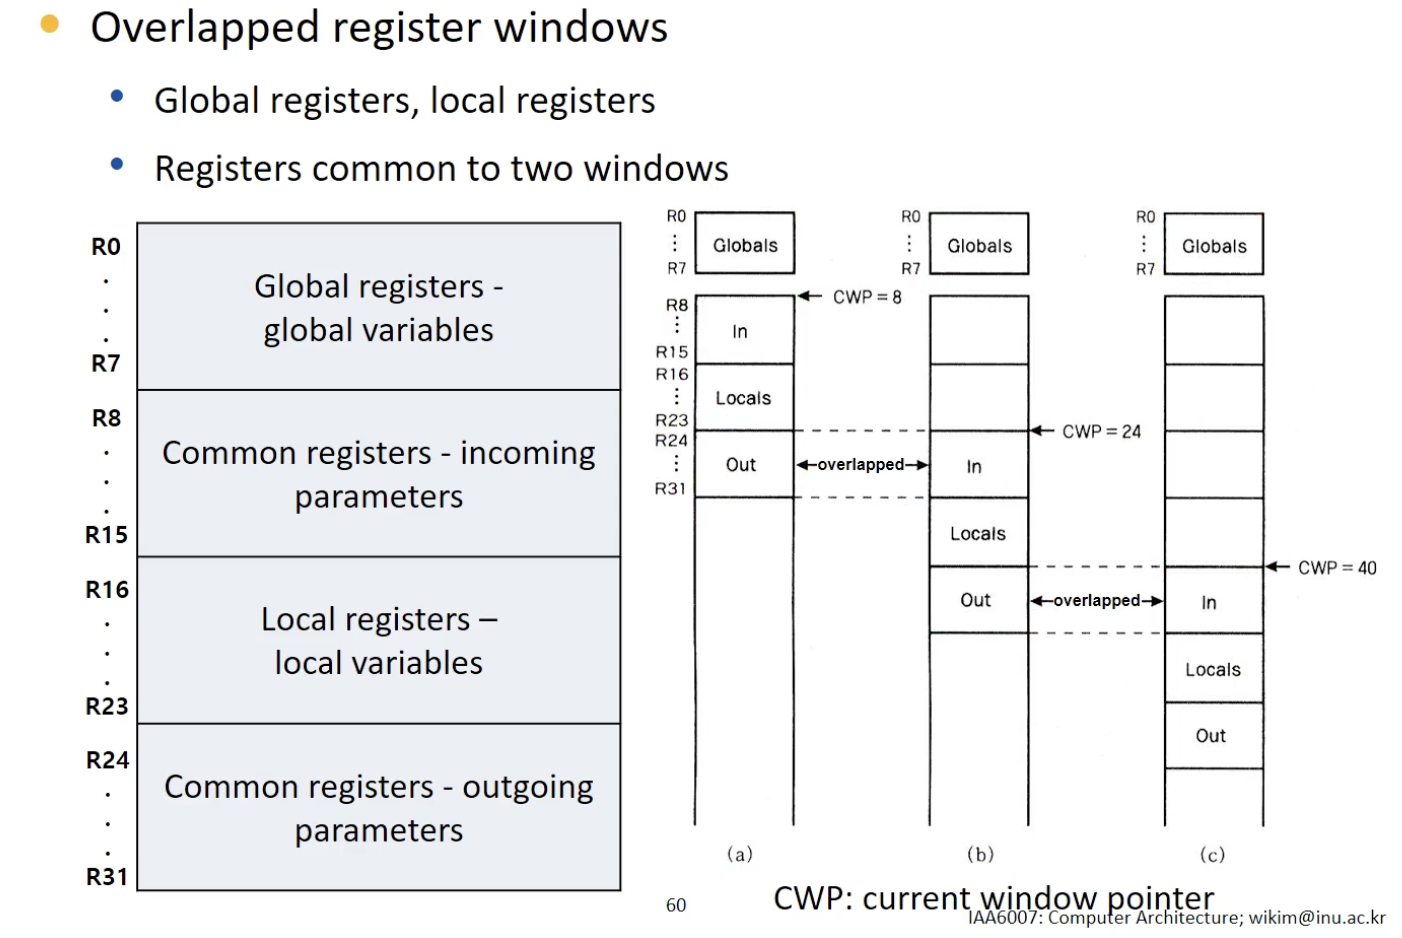 Overlapped register windows
Global registers, local registers
Registers common to two windows
R0
.
.
.
R7
Global registers -
global variables
R8
.
.
.
R15
Common registers - incoming
parameters
R16
.
.
.
R23
Local registers –
local variables
R24
.
.
.
R31
Common registers - outgoing
parameters
R0
⋮
R7
Globals
R8
⋮
R15
In
CWP = 8
R16
⋮
R23
Locals
R24
⋮
R31
Out
overlapped
(a)
R0
⋮
R7
Globals
CWP = 24
In
Locals
Out
overlapped
(b)
R0
⋮
R7
Globals
CWP = 40
In
Locals
Out
(c)
60
CWP: current window pointer
IAA6007: Computer Architecture; wikim@inu.ac.kr